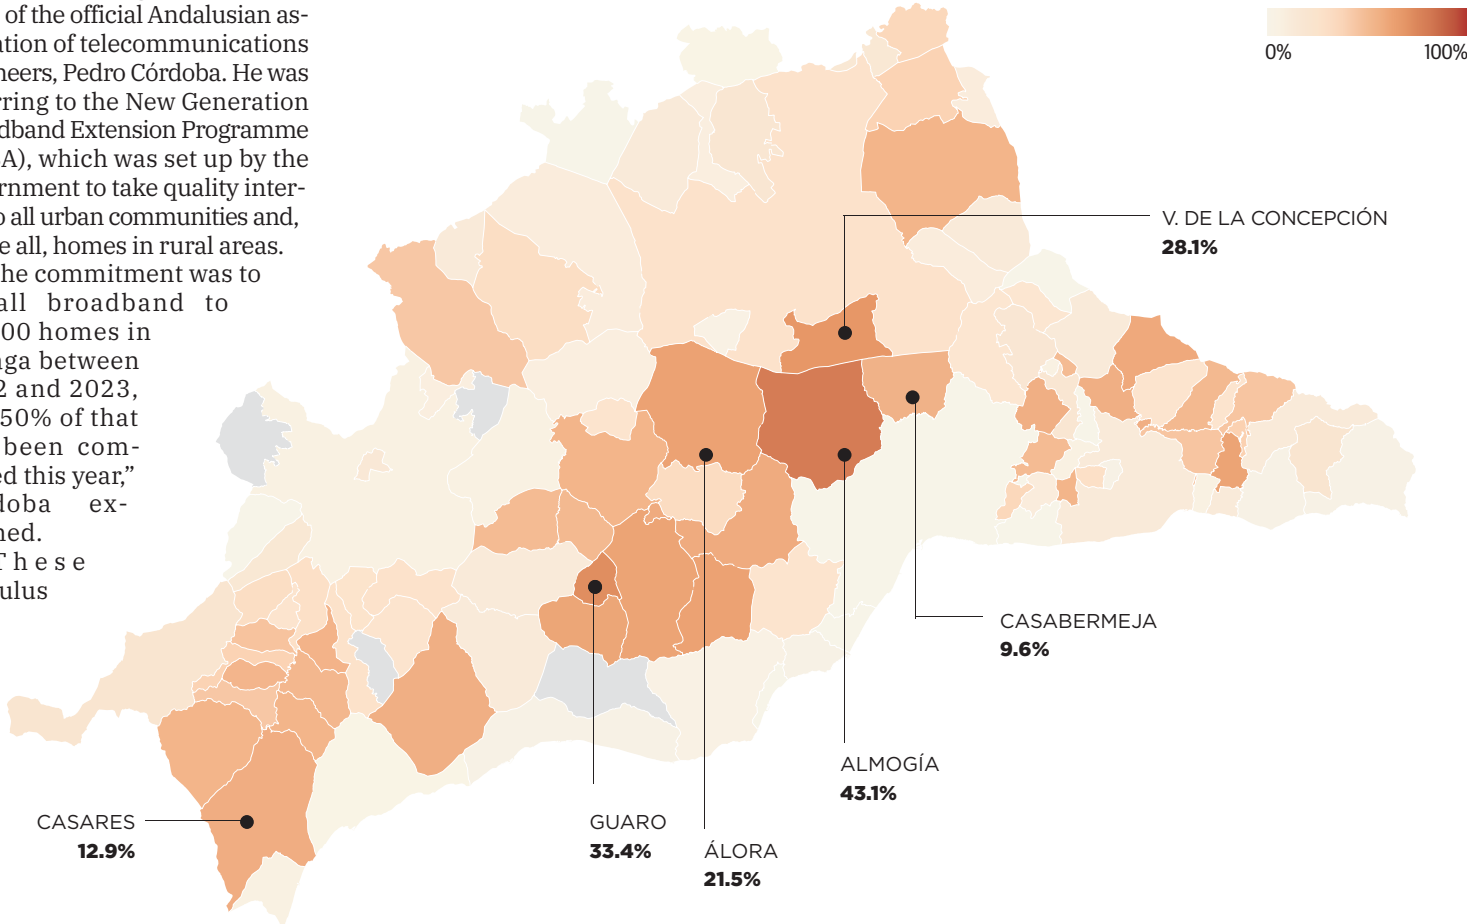 of the official Andalusian as-
ation of telecommunications
neers, Pedro Córdoba. He was
rring to the New Generation
dband Extension Programme
A), which was set up by the
ernment to take quality inter-
o all urban communities and,
e all, homes in rural areas.
he commitment was to
all broadband to
00 homes in
aga between
2 and 2023,
50% of that
been com-
ed this year,"
doba ex-
ned.
These
ulus
0% 100%
V. DE LA CONCEPCIÓN
28.1%
CASABERMEJA
9.6%
ALMOGÍA
43.1%
CASARES
12.9%
GUARO
33.4%
ÁLORA
21.5%